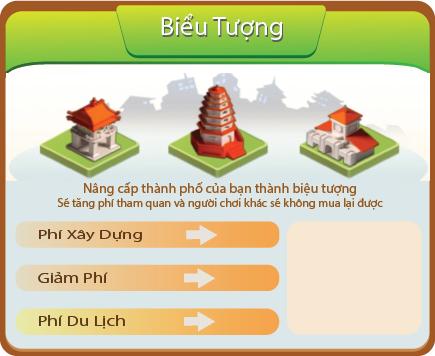 Biểu Tượng
Nâng cấp thành phố của bạn thành biệu tượng
Sẽ tăng phí tham quan và người chơi khác sẽ không mua lại được
Phí Xây Dựng
Giảm Phí
Phí Du Lịch